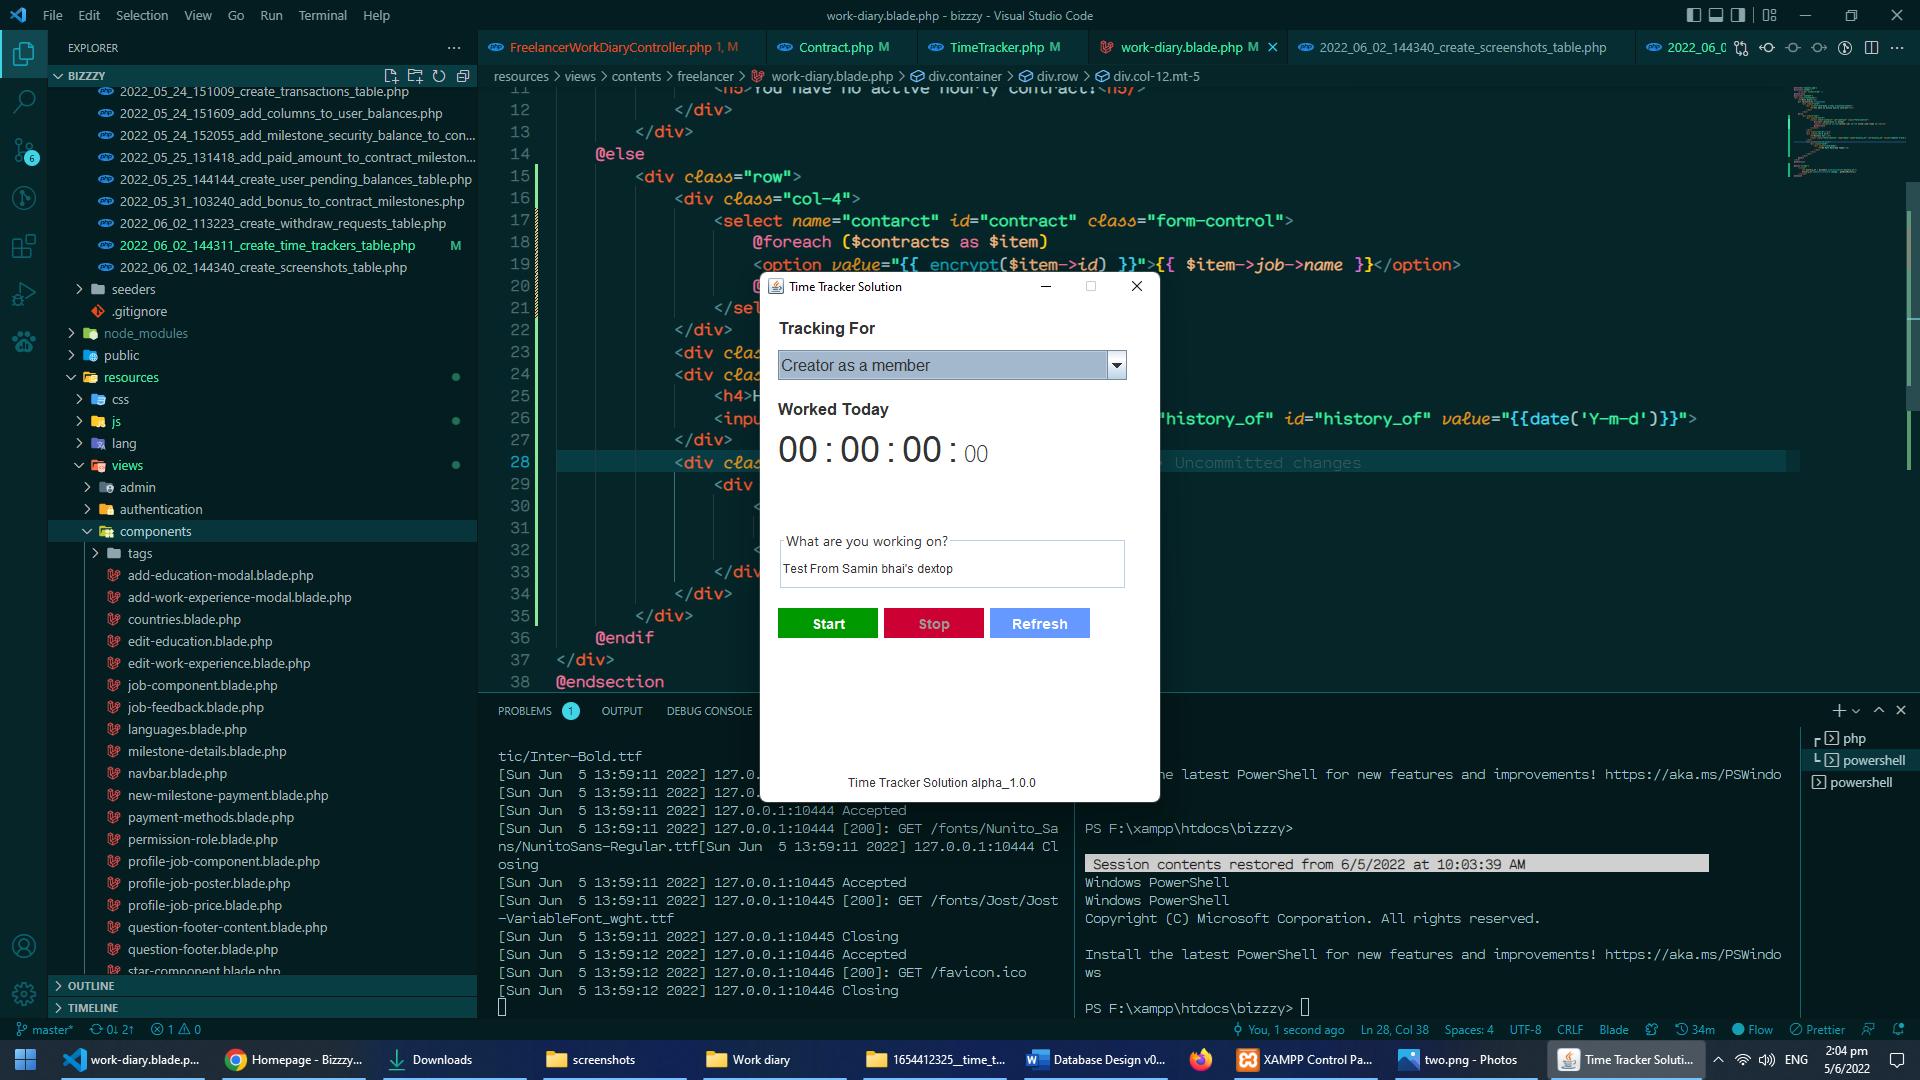 File Edit Selection View Go Run Terminal Help
work-diary.blade.php - bizzzy - Visual Studio Code
EXPLORER
BIZZZY
2022_05_24_151009_create_transactions_table.php
2022_05_24_151609_add_columns_to_user_balances.php
2022_05_24_152055_add_milestone_security_balance_to_con...
2022_05_25_131418_add_paid_amount_to_contract_mileston...
2022_05_25_144144_create_user_pending_balances_table.php
2022_05_31_103240_add_bonus_to_contract_milestones.php
2022_06_02_113223_create_withdraw_requests_table.php
2022_06_02_144311_create_time_trackers_table.php M
2022_06_02_144340_create_screenshots_table.php
seeders
.gitignore
node_modules
public
resources
css
js
lang
views
admin
authentication
components
tags
add-education-modal.blade.php
add-work-experience-modal.blade.php
countries.blade.php
edit-education.blade.php
edit-work-experience.blade.php
job-component.blade.php
job-feedback.blade.php
languages.blade.php
milestone-details.blade.php
navbar.blade.php
new-milestone-payment.blade.php
payment-methods.blade.php
permission-role.blade.php
profile-job-component.blade.php
profile-job-poster.blade.php
profile-job-price.blade.php
question-footer-content.blade.php
question-footer.blade.php
star-component.blade.php
OUTLINE
TIMELINE
6
FreelancerWorkDiaryController.php 1, M
Contract.php M
TimeTracker.php M
work-diary.blade.php M
2022_06_02_144340_create_screenshots_table.php
2022_06_0
resources > views > contents > freelancer > work-diary.blade.php > div.container > div.row > div.col-12.mt-5
11 <h5>You have no active hourly contract!<h5/>
12 </div>
13 </div>
14 @else
15 <div class="row">
16 <div class="col-4">
17 <select name="contarct" id="contract" class="form-control">
18 @foreach ($contracts as $item)
19 <option value="{{ encrypt($item->id) }}">{{ $item->job->name }}</option>
20 @
21 </sel
22 </div>
23 <div clas
24 <div clas
25 <h4>H
26 <inpu "history_of" id="history_of" value="{{date('Y-m-d')}}">
27 </div>
28 <div clas Uncommitted changes
29 <div
30 <
31
32 <
33 </div
34 </div>
35 </div>
36 @endif
37 </div>
38 @endsection
Time Tracker Solution
Tracking For
Creator as a member
Worked Today
00 : 00 : 00 : 00
What are you working on?
Test From Samin bhai's dextop
Start Stop Refresh
Time Tracker Solution alpha_1.0.0
PROBLEMS 1 OUTPUT DEBUG CONSOLE
tic/Inter-Bold.ttf
[Sun Jun 5 13:59:11 2022] 127.0.
[Sun Jun 5 13:59:11 2022] 127.0.
[Sun Jun 5 13:59:11 2022] 127.0.0.1:10444 Accepted
[Sun Jun 5 13:59:11 2022] 127.0.0.1:10444 [200]: GET /fonts/Nunito_Sa
ns/NunitoSans-Regular.ttf[Sun Jun 5 13:59:11 2022] 127.0.0.1:10444 Cl
osing
[Sun Jun 5 13:59:11 2022] 127.0.0.1:10445 Accepted
[Sun Jun 5 13:59:11 2022] 127.0.0.1:10445 [200]: GET /fonts/Jost/Jost
-VariableFont_wght.ttf
[Sun Jun 5 13:59:11 2022] 127.0.0.1:10445 Closing
[Sun Jun 5 13:59:12 2022] 127.0.0.1:10446 Accepted
[Sun Jun 5 13:59:12 2022] 127.0.0.1:10446 [200]: GET /favicon.ico
[Sun Jun 5 13:59:12 2022] 127.0.0.1:10446 Closing
he latest PowerShell for new features and improvements! https://aka.ms/PSWindo
PS F:\xampp\htdocs\bizzzy>
Session contents restored from 6/5/2022 at 10:03:39 AM
Windows PowerShell
Windows PowerShell
Copyright (C) Microsoft Corporation. All rights reserved.
Install the latest PowerShell for new features and improvements! https://aka.ms/PSWindo
ws
PS F:\xampp\htdocs\bizzzy>
php
powershell
powershell
master* 0↓ 2↑ 1 0
You, 1 second ago Ln 28, Col 38 Spaces: 4 UTF-8 CRLF Blade 34m Flow Prettier
work-diary.blade.p...
Homepage - Bizzzy...
Downloads
screenshots
Work diary
1654412325__time_t...
Database Design v0...
XAMPP Control Pa...
two.png - Photos
Time Tracker Soluti...
ENG
2:04 pm
5/6/2022